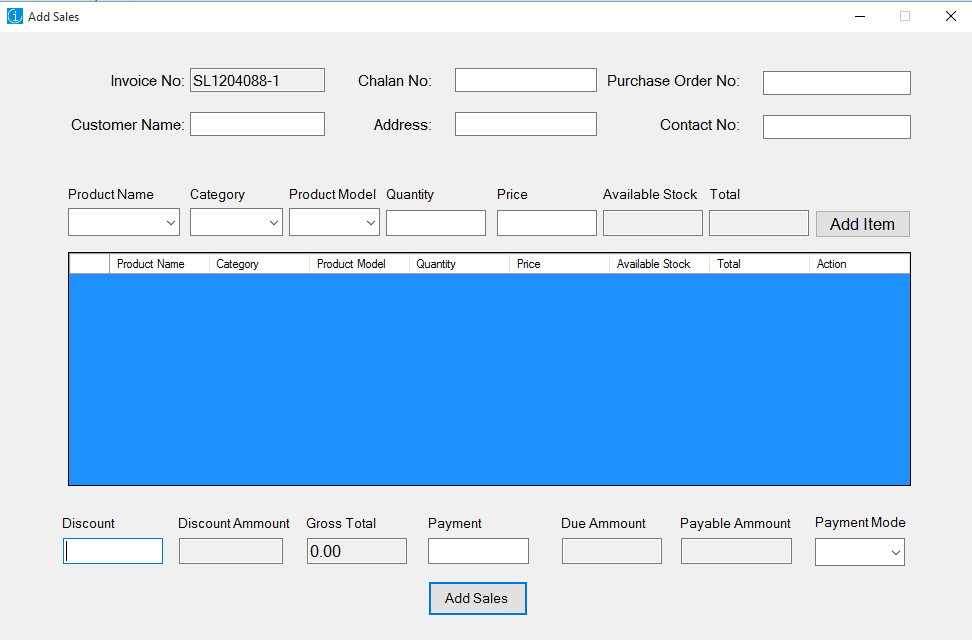 Add Sales
Invoice No: SL1204088-1 Chalan No: Purchase Order No:
Customer Name: Address: Contact No:
Product Name Category Product Model Quantity Price Available Stock Total
Add Item
Product Name Category Product Model Quantity Price Available Stock Total Action
Discount Discount Ammount Gross Total Payment Due Ammount Payable Ammount Payment Mode
0.00
Add Sales